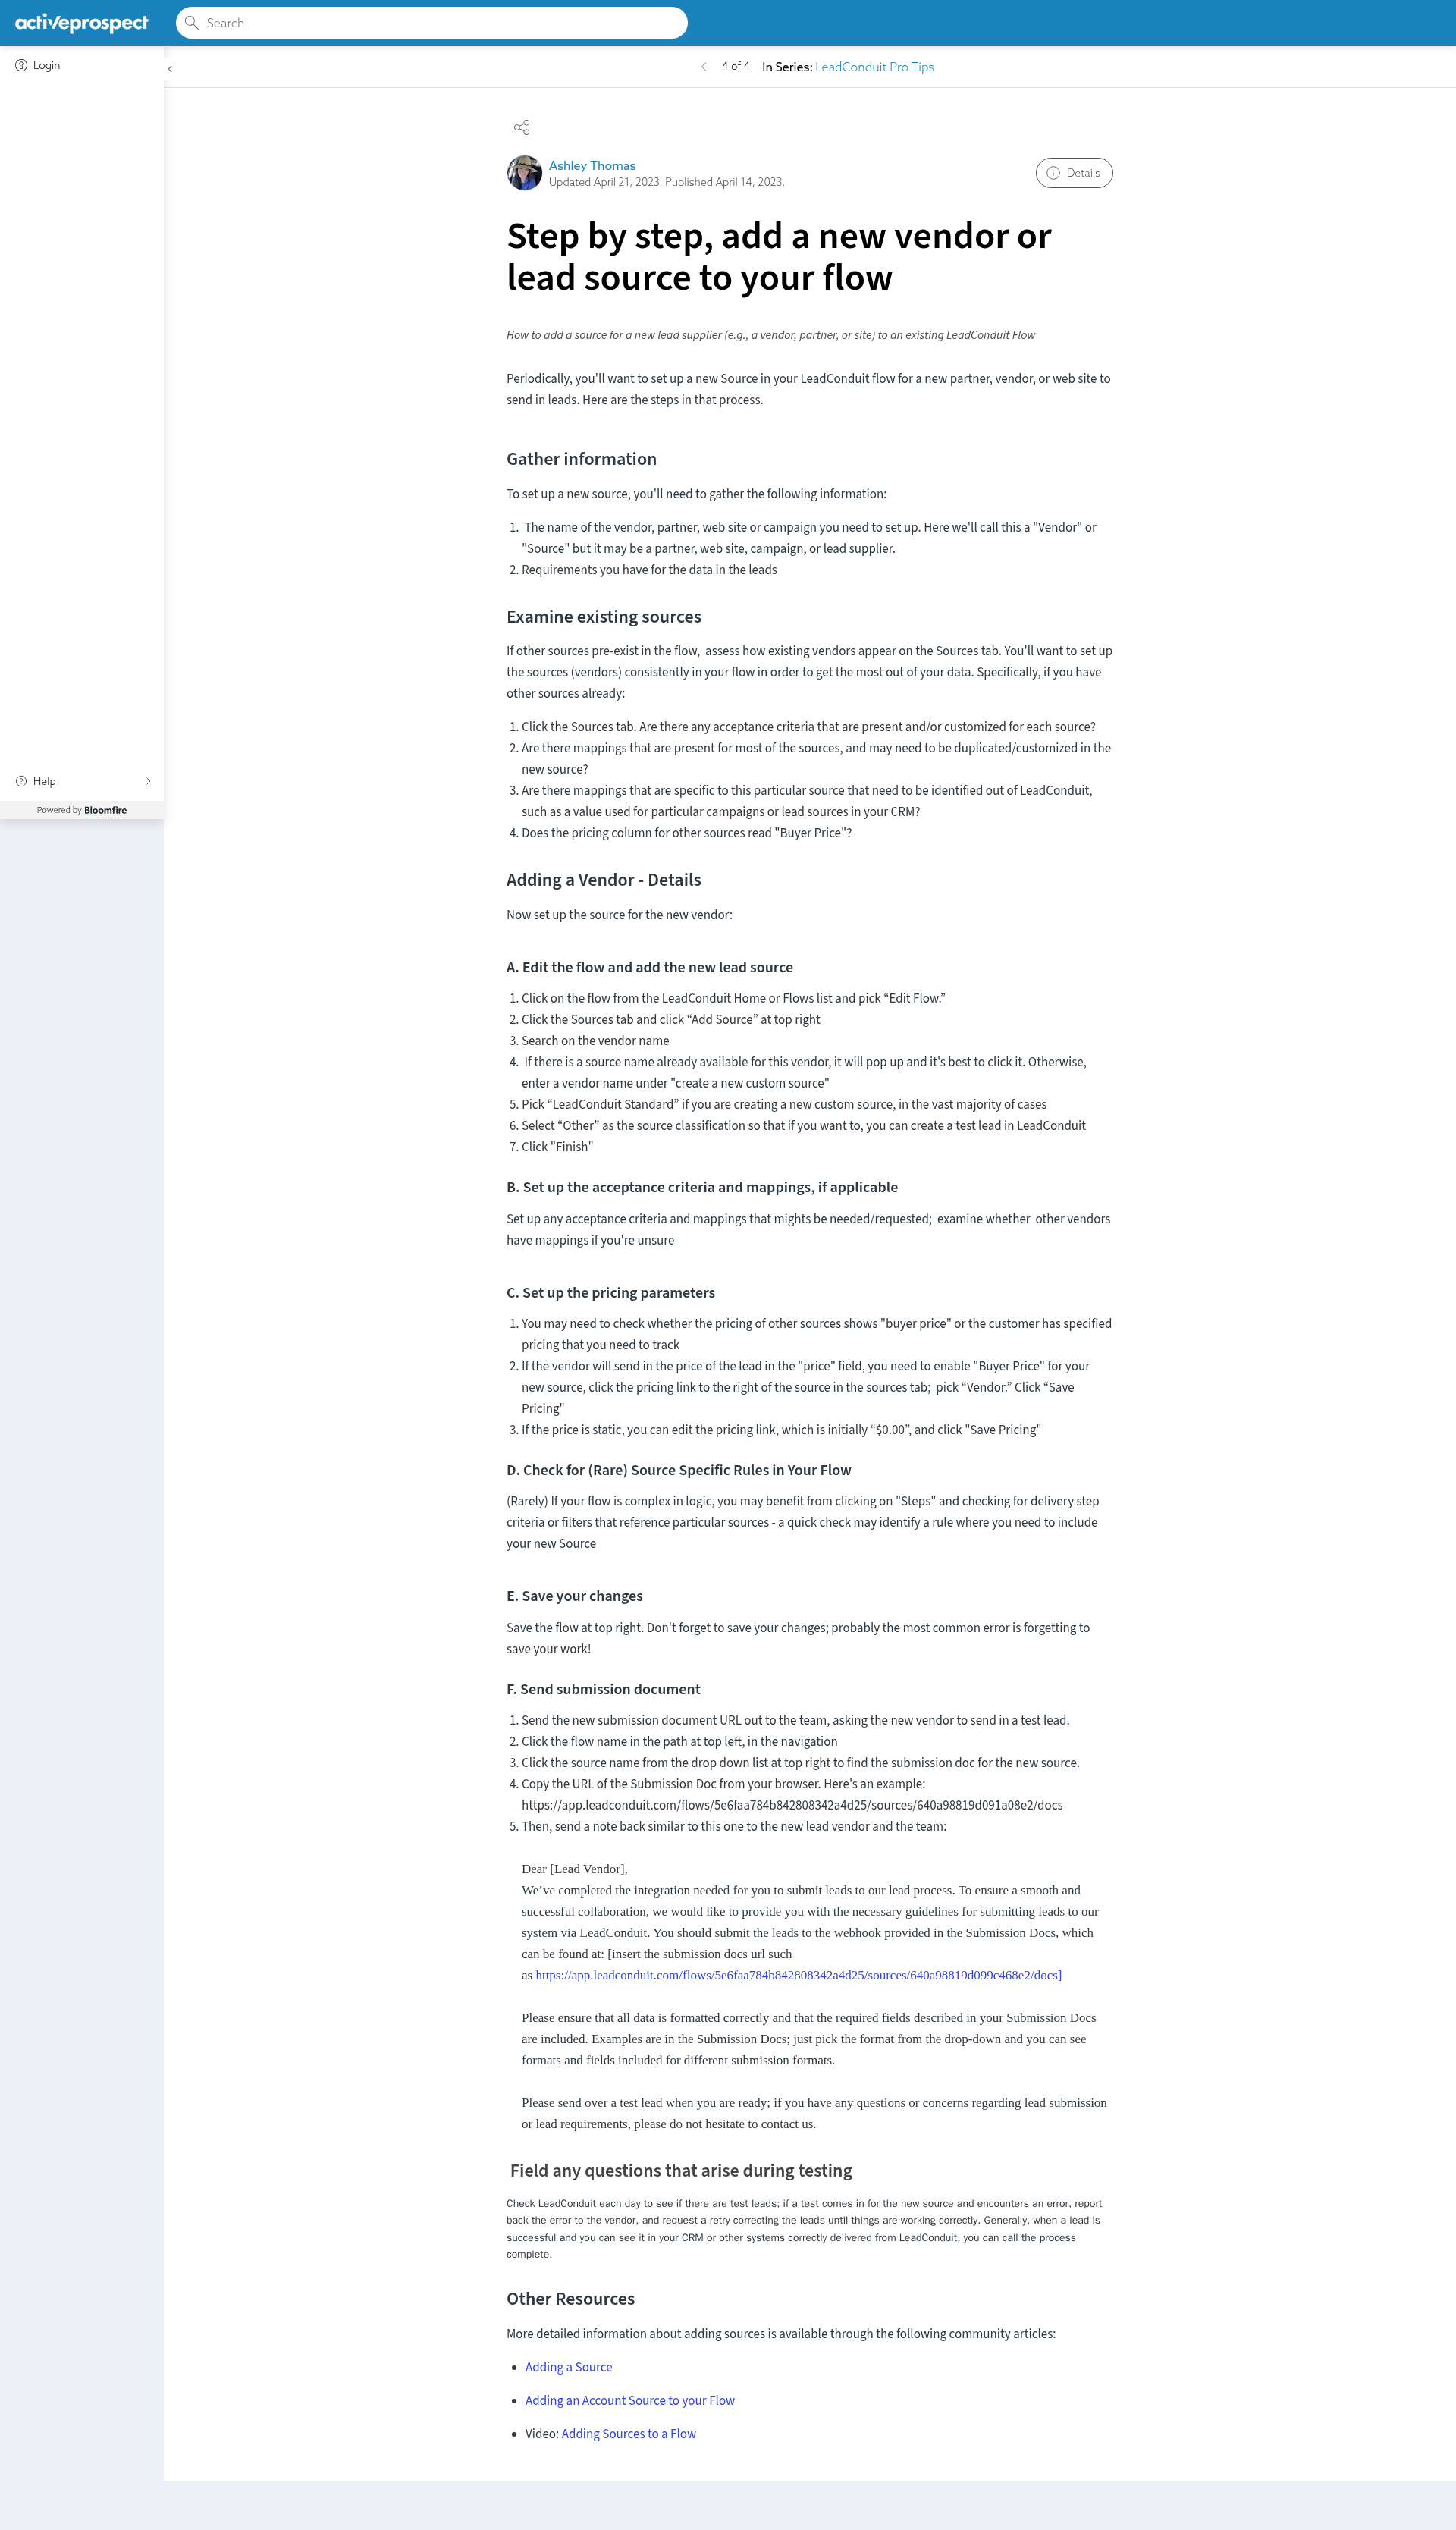 activeprospect
Search
Login
4 of 4 In Series: LeadConduit Pro Tips
Ashley Thomas
Updated April 21, 2023. Published April 14, 2023.
Details
Step by step, add a new vendor or
lead source to your flow
How to add a source for a new lead supplier (e.g., a vendor, partner, or site) to an existing LeadConduit Flow
Periodically, you'll want to set up a new Source in your LeadConduit flow for a new partner, vendor, or web site to
send in leads. Here are the steps in that process.
Gather information
To set up a new source, you'll need to gather the following information:
1. The name of the vendor, partner, web site or campaign you need to set up. Here we'll call this a "Vendor" or
"Source" but it may be a partner, web site, campaign, or lead supplier.
2. Requirements you have for the data in the leads
Examine existing sources
If other sources pre-exist in the flow, assess how existing vendors appear on the Sources tab. You'll want to set up
the sources (vendors) consistently in your flow in order to get the most out of your data. Specifically, if you have
other sources already:
1. Click the Sources tab. Are there any acceptance criteria that are present and/or customized for each source?
2. Are there mappings that are present for most of the sources, and may need to be duplicated/customized in the
new source?
3. Are there mappings that are specific to this particular source that need to be identified out of LeadConduit,
such as a value used for particular campaigns or lead sources in your CRM?
4. Does the pricing column for other sources read "Buyer Price"?
Help
Powered by Bloomfire
Adding a Vendor - Details
Now set up the source for the new vendor:
A. Edit the flow and add the new lead source
1. Click on the flow from the LeadConduit Home or Flows list and pick “Edit Flow.”
2. Click the Sources tab and click “Add Source” at top right
3. Search on the vendor name
4. If there is a source name already available for this vendor, it will pop up and it's best to click it. Otherwise,
enter a vendor name under "create a new custom source"
5. Pick “LeadConduit Standard” if you are creating a new custom source, in the vast majority of cases
6. Select “Other” as the source classification so that if you want to, you can create a test lead in LeadConduit
7. Click "Finish"
B. Set up the acceptance criteria and mappings, if applicable
Set up any acceptance criteria and mappings that mights be needed/requested; examine whether other vendors
have mappings if you're unsure
C. Set up the pricing parameters
1. You may need to check whether the pricing of other sources shows "buyer price" or the customer has specified
pricing that you need to track
2. If the vendor will send in the price of the lead in the "price" field, you need to enable "Buyer Price" for your
new source, click the pricing link to the right of the source in the sources tab; pick “Vendor.” Click “Save
Pricing"
3. If the price is static, you can edit the pricing link, which is initially “$0.00”, and click "Save Pricing"
D. Check for (Rare) Source Specific Rules in Your Flow
(Rarely) If your flow is complex in logic, you may benefit from clicking on "Steps" and checking for delivery step
criteria or filters that reference particular sources - a quick check may identify a rule where you need to include
your new Source
E. Save your changes
Save the flow at top right. Don't forget to save your changes; probably the most common error is forgetting to
save your work!
F. Send submission document
1. Send the new submission document URL out to the team, asking the new vendor to send in a test lead.
2. Click the flow name in the path at top left, in the navigation
3. Click the source name from the drop down list at top right to find the submission doc for the new source.
4. Copy the URL of the Submission Doc from your browser. Here's an example:
https://app.leadconduit.com/flows/5e6faa784b842808342a4d25/sources/640a98819d091a08e2/docs
5. Then, send a note back similar to this one to the new lead vendor and the team:
Dear [Lead Vendor],
We’ve completed the integration needed for you to submit leads to our lead process. To ensure a smooth and
successful collaboration, we would like to provide you with the necessary guidelines for submitting leads to our
system via LeadConduit. You should submit the leads to the webhook provided in the Submission Docs, which
can be found at: [insert the submission docs url such
as https://app.leadconduit.com/flows/5e6faa784b842808342a4d25/sources/640a98819d099c468e2/docs]
Please ensure that all data is formatted correctly and that the required fields described in your Submission Docs
are included. Examples are in the Submission Docs; just pick the format from the drop-down and you can see
formats and fields included for different submission formats.
Please send over a test lead when you are ready; if you have any questions or concerns regarding lead submission
or lead requirements, please do not hesitate to contact us.
Field any questions that arise during testing
Check LeadConduit each day to see if there are test leads; if a test comes in for the new source and encounters an error, report
back the error to the vendor, and request a retry correcting the leads until things are working correctly. Generally, when a lead is
successful and you can see it in your CRM or other systems correctly delivered from LeadConduit, you can call the process
complete.
Other Resources
More detailed information about adding sources is available through the following community articles:
• Adding a Source
• Adding an Account Source to your Flow
• Video: Adding Sources to a Flow